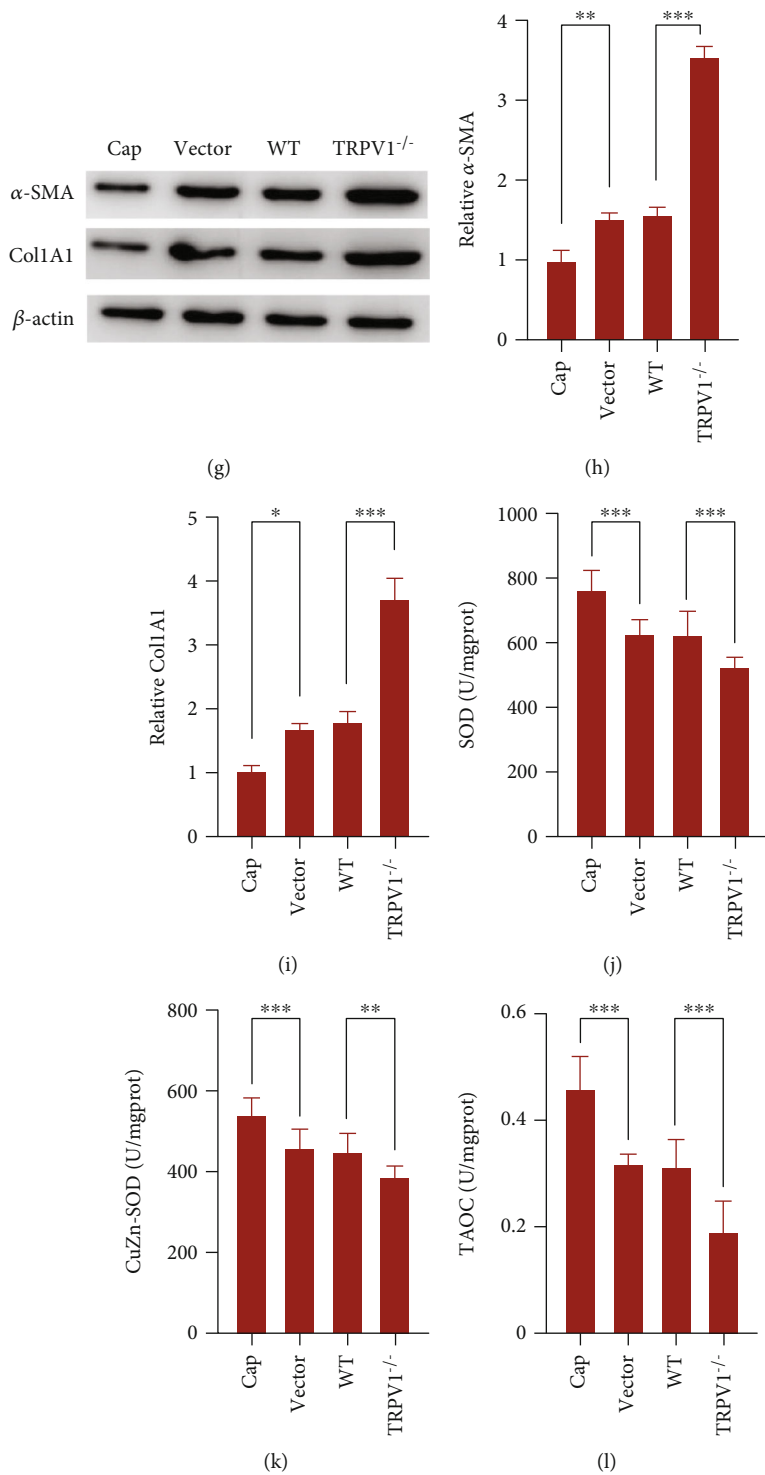 Cap Vector WT TRPV1-/-
α-SMA
Col1A1
β-actin
(g)
Relative α-SMA
4
3
2
1
0
** ***
Cap Vector WT TRPV1-/-
(h)
Relative Col1A1
5
4
3
2
1
0
* ***
Cap Vector WT TRPV1-/-
(i)
SOD (U/mgprot)
1000
800
600
400
200
0
*** ***
Cap Vector WT TRPV1-/-
(j)
CuZn-SOD (U/mgprot)
800
600
400
200
0
*** **
Cap Vector WT TRPV1-/-
(k)
TAOC (U/mgprot)
0.6
0.4
0.2
0
*** ***
Cap Vector WT TRPV1-/-
(l)